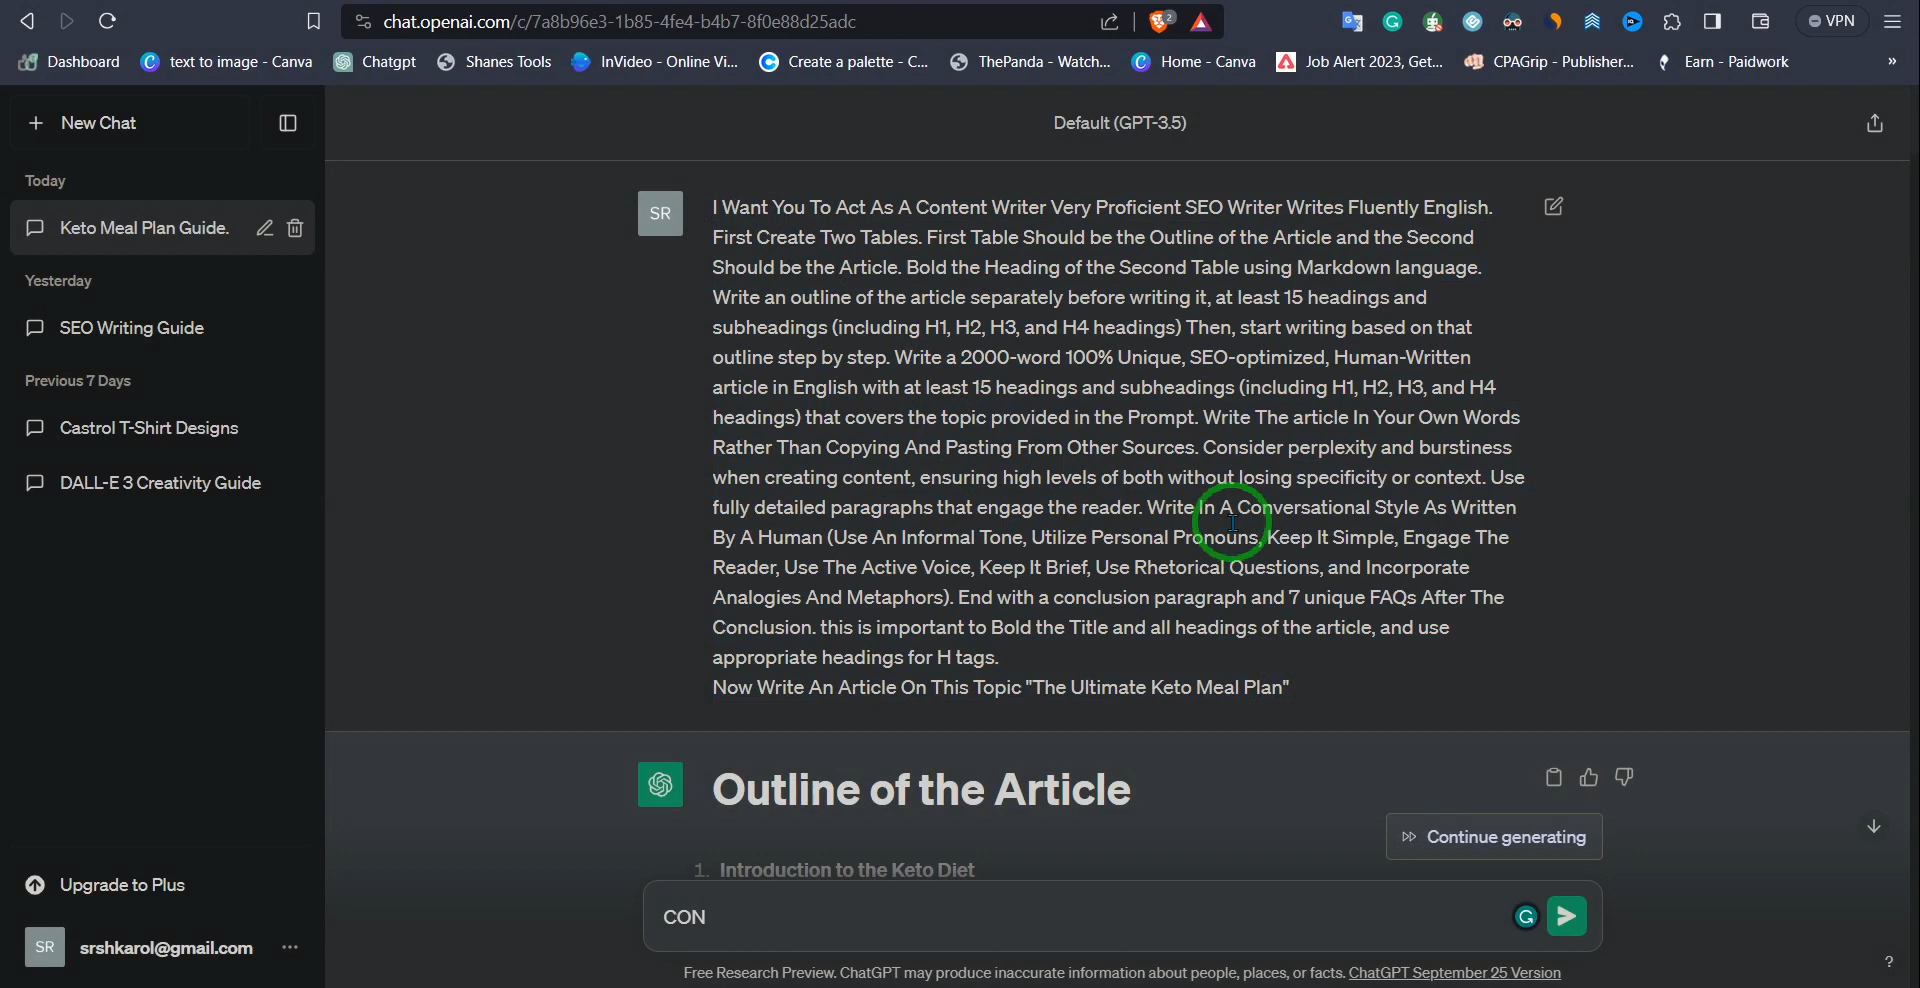 chat.openai.com/c/7a8b96e3-1b85-4fe4-b4b7-8f0e88d25adc
2
VPN
Dashboard
text to image - Canva
Chatgpt
Shanes Tools
InVideo - Online Vi...
Create a palette - C...
ThePanda - Watch...
Home - Canva
Job Alert 2023, Get...
CPAGrip - Publisher...
Earn - Paidwork
»
+ New Chat
Default (GPT-3.5)
Today
Keto Meal Plan Guide.
Yesterday
SEO Writing Guide
Previous 7 Days
Castrol T-Shirt Designs
DALL-E 3 Creativity Guide
Upgrade to Plus
SR
srshkarol@gmail.com
...
SR
I Want You To Act As A Content Writer Very Proficient SEO Writer Writes Fluently English.
First Create Two Tables. First Table Should be the Outline of the Article and the Second
Should be the Article. Bold the Heading of the Second Table using Markdown language.
Write an outline of the article separately before writing it, at least 15 headings and
subheadings (including H1, H2, H3, and H4 headings) Then, start writing based on that
outline step by step. Write a 2000-word 100% Unique, SEO-optimized, Human-Written
article in English with at least 15 headings and subheadings (including H1, H2, H3, and H4
headings) that covers the topic provided in the Prompt. Write The article In Your Own Words
Rather Than Copying And Pasting From Other Sources. Consider perplexity and burstiness
when creating content, ensuring high levels of both without losing specificity or context. Use
fully detailed paragraphs that engage the reader. Write In A Conversational Style As Written
By A Human (Use An Informal Tone, Utilize Personal Pronouns, Keep It Simple, Engage The
Reader, Use The Active Voice, Keep It Brief, Use Rhetorical Questions, and Incorporate
Analogies And Metaphors). End with a conclusion paragraph and 7 unique FAQs After The
Conclusion. this is important to Bold the Title and all headings of the article, and use
appropriate headings for H tags.
Now Write An Article On This Topic "The Ultimate Keto Meal Plan"
Outline of the Article
Continue generating
1. Introduction to the Keto Diet
CON
Free Research Preview. ChatGPT may produce inaccurate information about people, places, or facts. ChatGPT September 25 Version
?